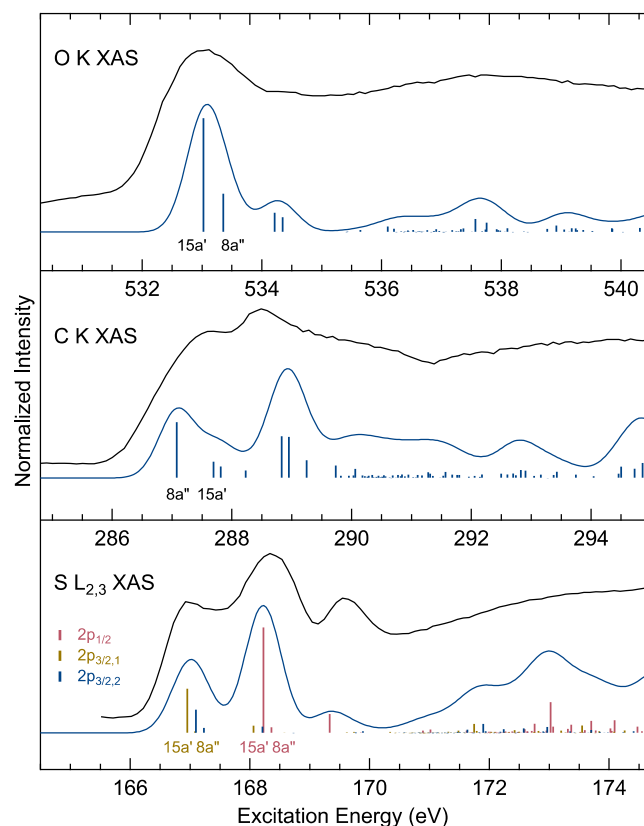 O K XAS
15a' 8a"
532 534 536 538 540
C K XAS
8a" 15a'
286 288 290 292 294
S L2,3 XAS
2p1/2
2p3/2,1
2p3/2,2
15a' 8a" 15a' 8a"
166 168 170 172 174
Excitation Energy (eV)
Normalized Intensity